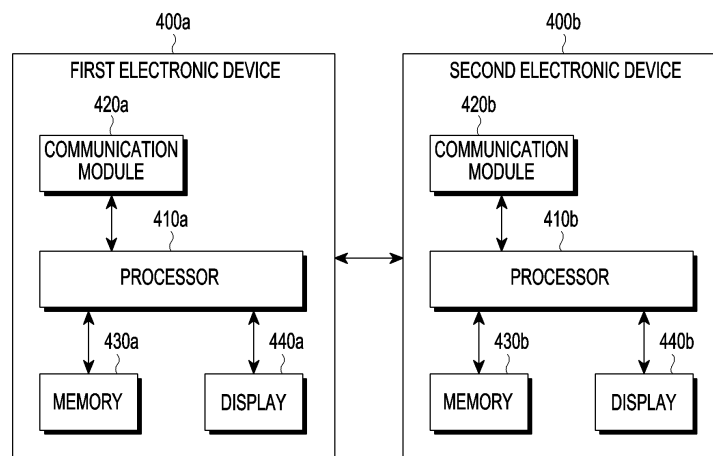 400a
FIRST ELECTRONIC DEVICE
420a
COMMUNICATION
MODULE
410a
PROCESSOR
430a
MEMORY
440a
DISPLAY
400b
SECOND ELECTRONIC DEVICE
420b
COMMUNICATION
MODULE
410b
PROCESSOR
430b
MEMORY
440b
DISPLAY